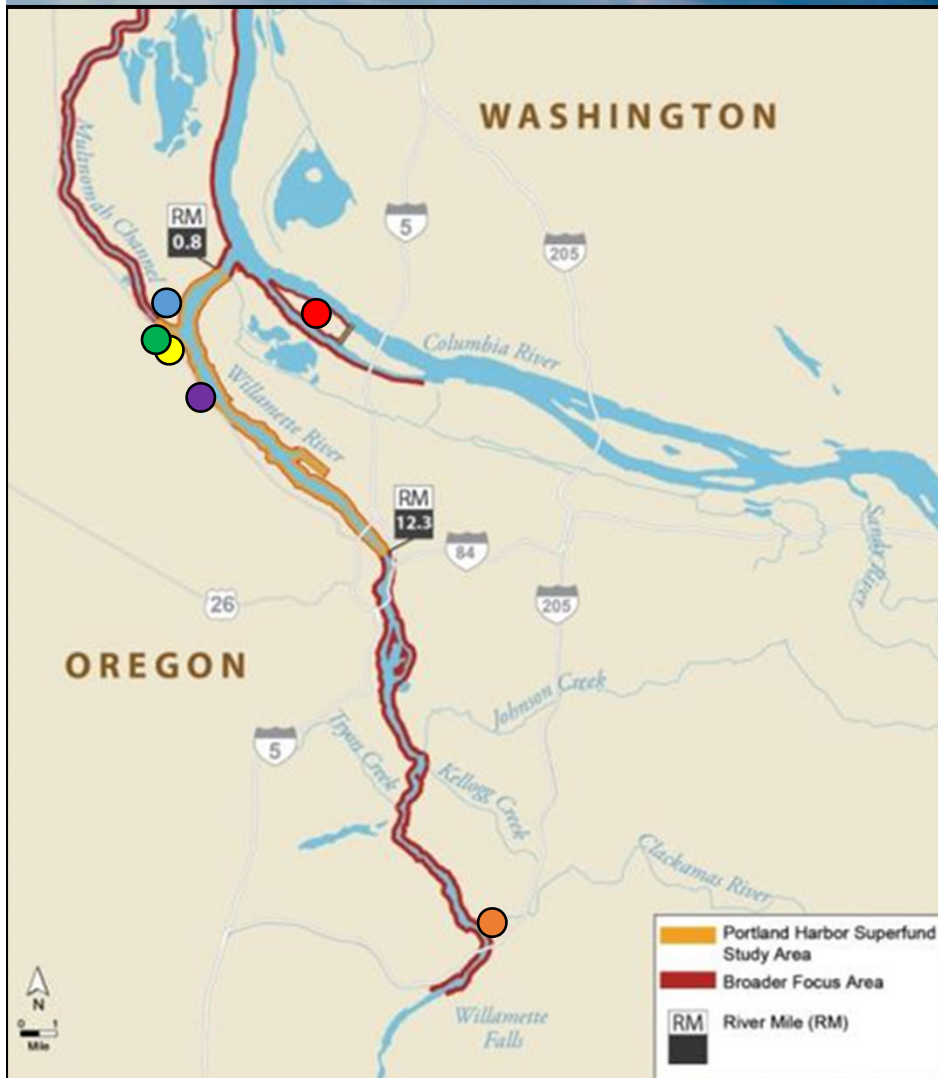 WASHINGTON
Multnomah Channel
RM
0.8
5
205
Columbia River
Willamette River
RM
12.3
84
Sandy River
26
205
OREGON
Johnson Creek
5
Tryon Creek
Kellogg Creek
Clackamas River
Portland Harbor Superfund
Study Area
Broader Focus Area
RM
River Mile (RM)
N
0
1
Mile
Willamette
Falls